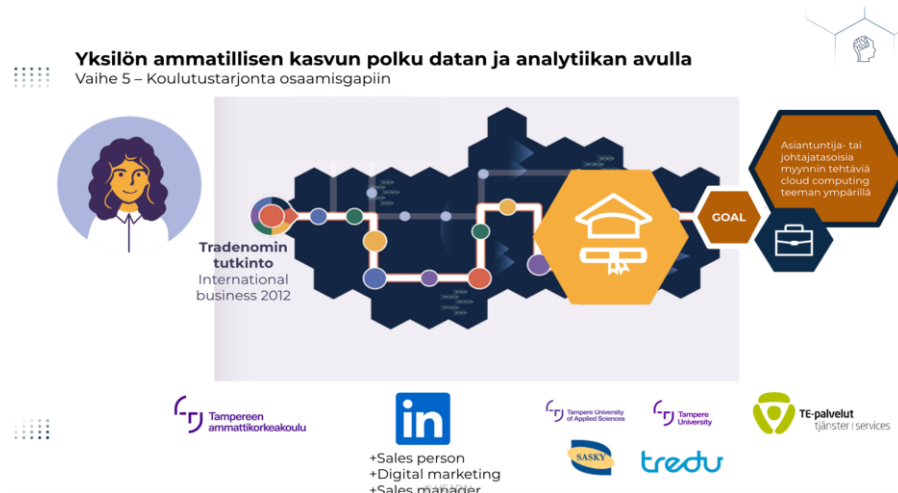 Yksilön ammatillisen kasvun polku datan ja analytiikan avulla
Vaihe 5 – Koulutustarjonta osaamisgapiin
Asiantuntija- tai
johtajatasoisia
myynnin tehtäviä
cloud computing
teeman ympärillä
GOAL
Tradenomin
tutkinto
International
business 2012
Tampereen
ammattikorkeakoulu
in
+Sales person
+Digital marketing
+Sales manager
Tampere University
of Applied Sciences
Tampere
University
SASKY
tredu
TE-palvelut
tjänster | services